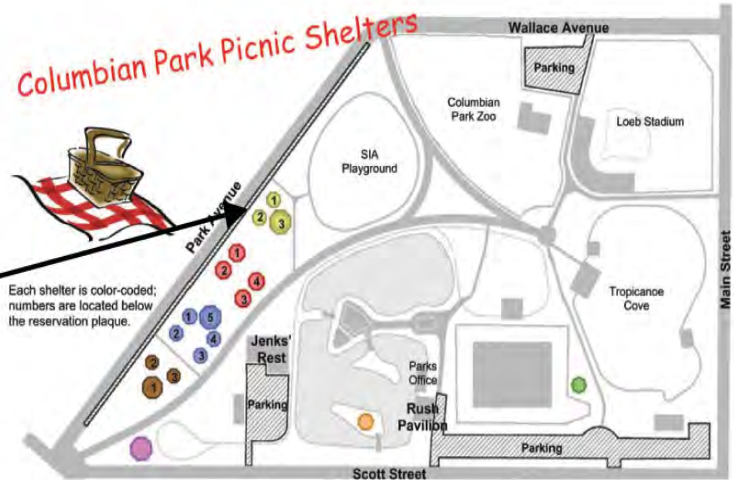 Columbian Park Picnic Shelters
Wallace Avenue
Parking
Columbian
Park Zoo
Loeb Stadium
SIA
Playground
Park Avenue
1
2
3
1
2
4
3
Each shelter is color-coded;
numbers are located below
the reservation plaque.
1
5
2
4
3
2
3
1
Jenks'
Rest
Parking
Parks
Office
Rush
Pavilion
Tropicanoe
Cove
Main Street
Parking
Scott Street